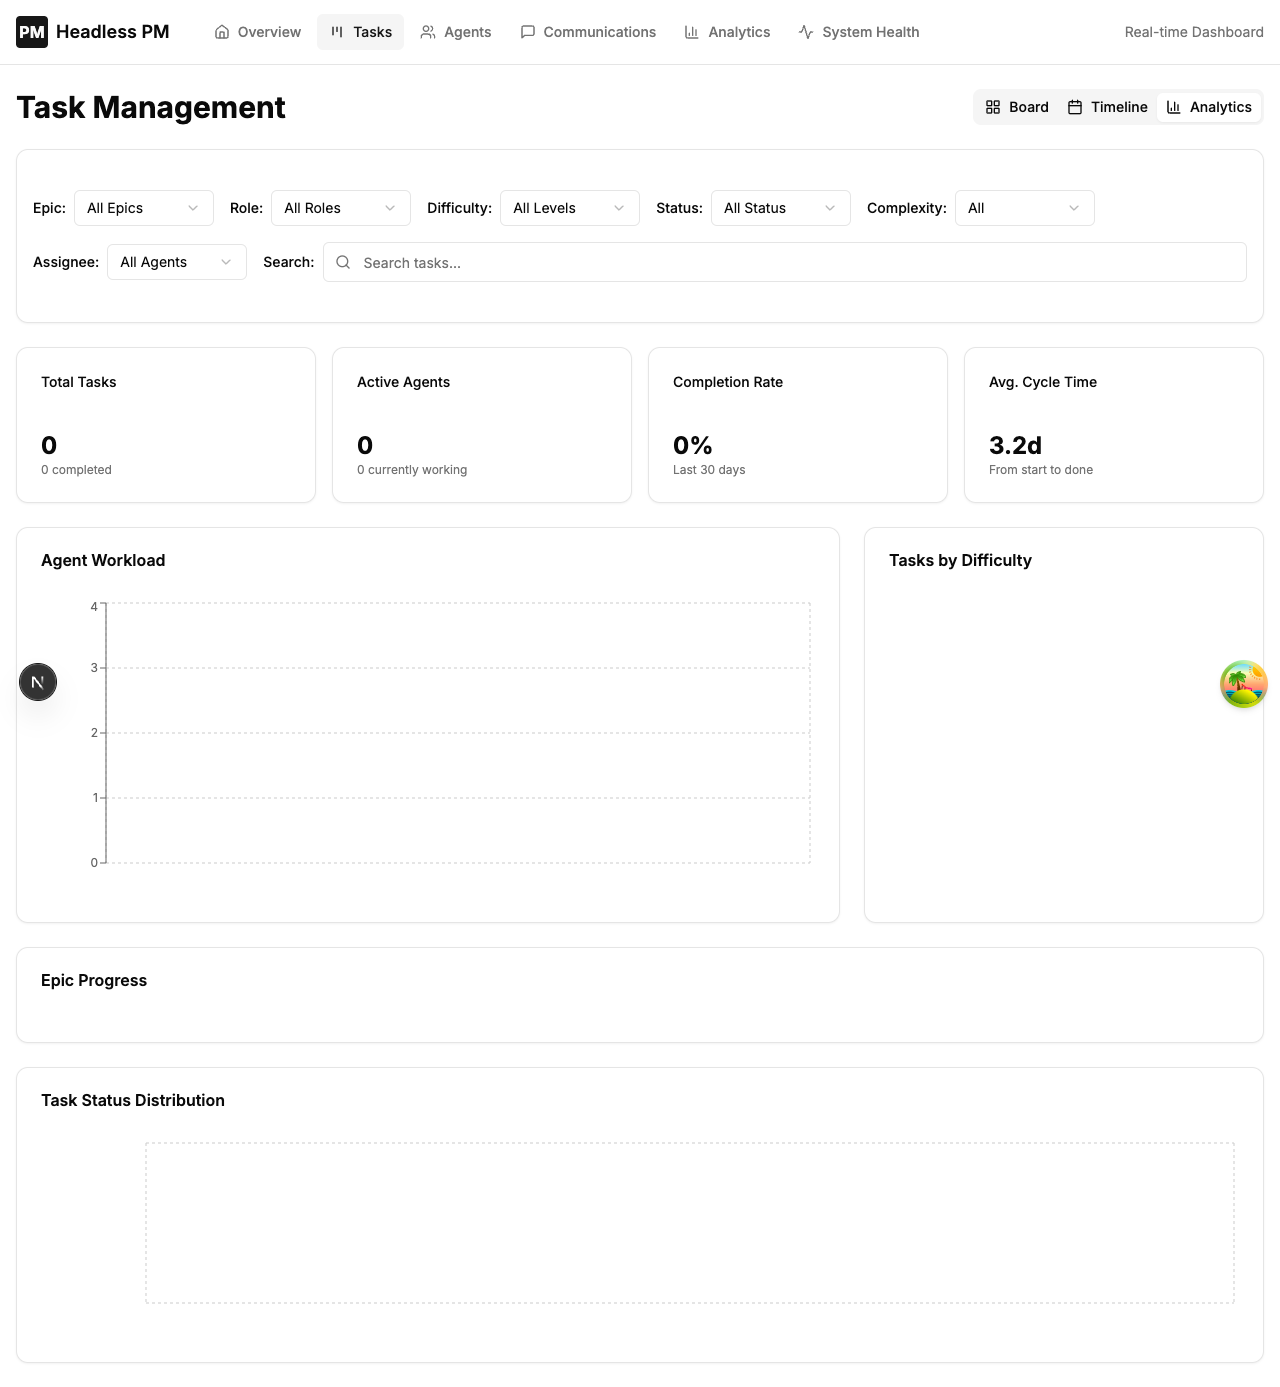 PM Headless PM Overview Tasks Agents Communications Analytics System Health Real-time Dashboard
Task Management Board Timeline Analytics
Epic: All Epics Role: All Roles Difficulty: All Levels Status: All Status Complexity: All
Assignee: All Agents Search: Search tasks...
Total Tasks Active Agents Completion Rate Avg. Cycle Time
0 0 0% 3.2d
0 completed 0 currently working Last 30 days From start to done
Agent Workload Tasks by Difficulty
4
3
N
2
1
0
Epic Progress
Task Status Distribution